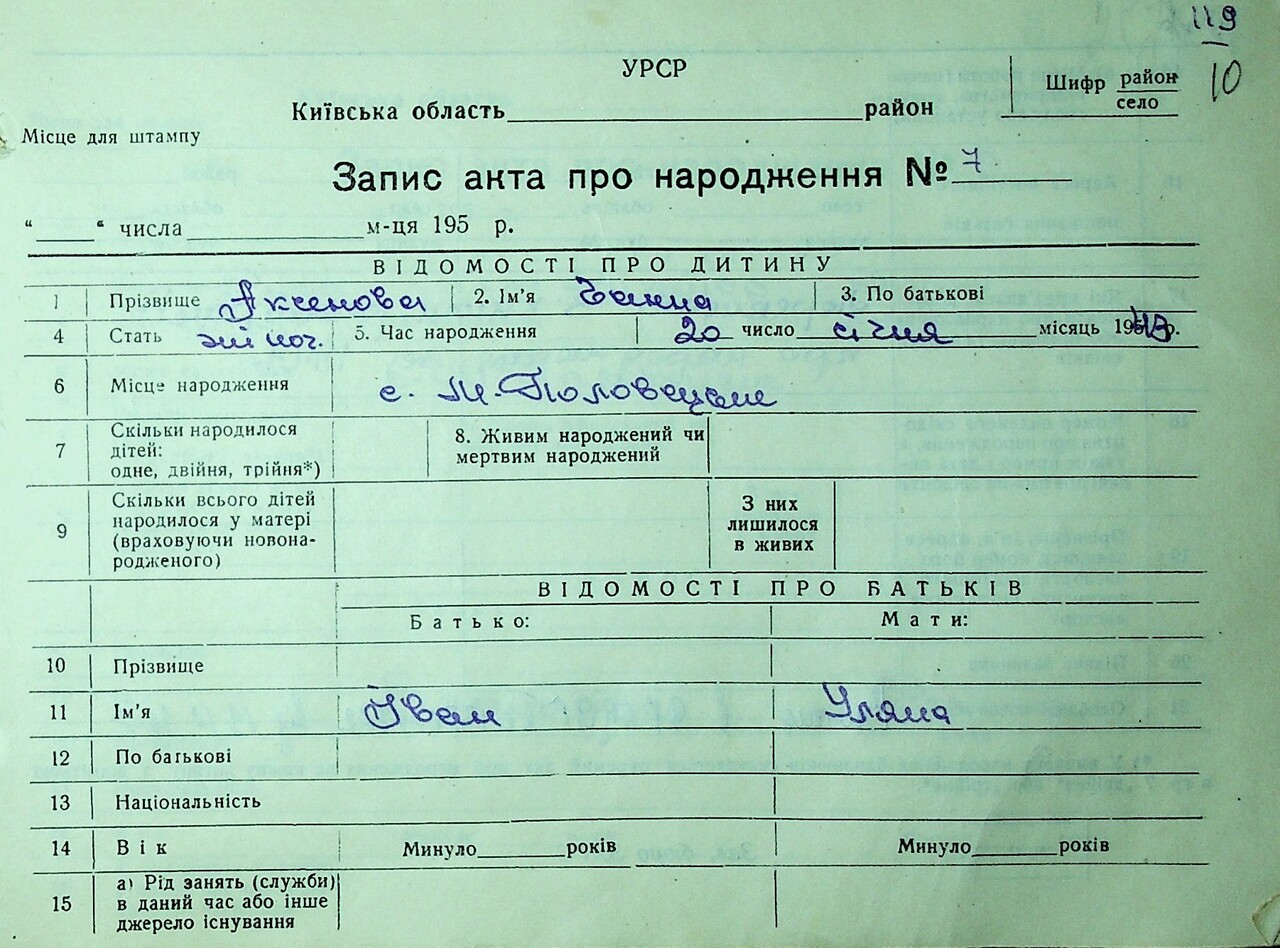 119
10
УРСР
Київська область район Шифр район
село
Місце для штампу
Запис акта про народження № 7
“ “ числа м-ця 195 р.
ВІДОМОСТІ ПРО ДИТИНУ
1 Прізвище Аксенова 2. Ім'я Ганна 3. По батькові
4 Стать жіноч. 5. Час народження 20 число січня місяць 1943р.
6 Місце народження с. М. Половецьке
7 Скільки народилося дітей: одне, двійня, трійня*) 8. Живим народжений чи мертвим народжений
9 Скільки всього дітей народилося у матері (враховуючи новона-родженого) З них лишилося в живих
ВІДОМОСТІ ПРО БАТЬКІВ
Батько: Мати:
10 Прізвище
11 Ім'я Іван Уляна
12 По батькові
13 Національність
14 Вік Минуло років Минуло років
15 а) Рід занять (служби) в даний час або інше джерело існування